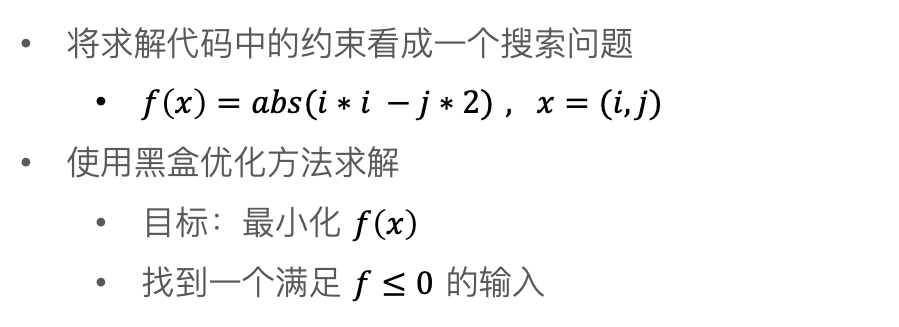 • 将求解代码中的约束看成一个搜索问题
• f(x) = abs(i ∗ i − j ∗ 2) , x = (i, j)
• 使用黑盒优化方法求解
• 目标：最小化 f(x)
• 找到一个满足 f ≤ 0 的输入